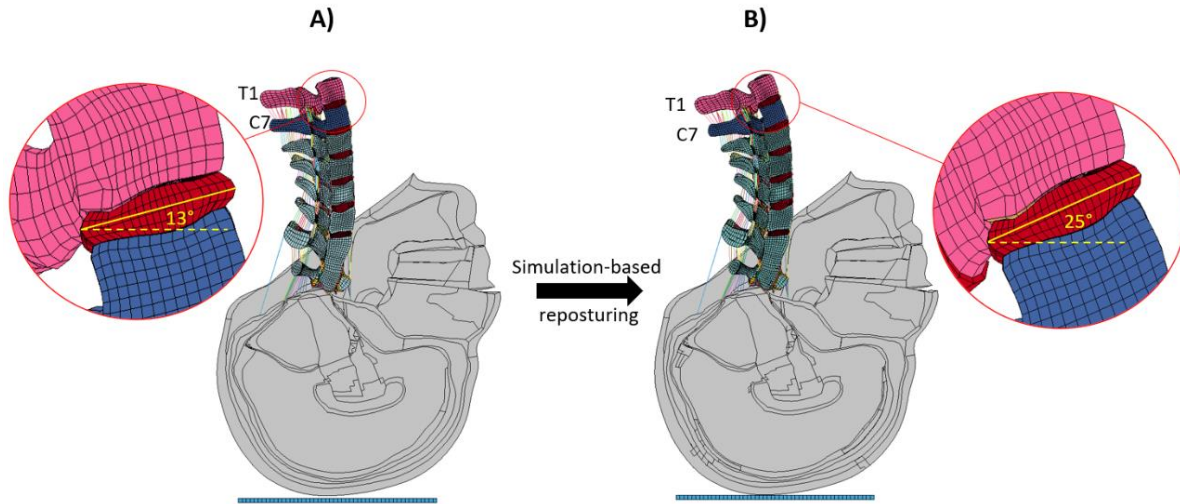 A)
B)
T1
C7
13°
Simulation-based
reposturing
T1
C7
25°